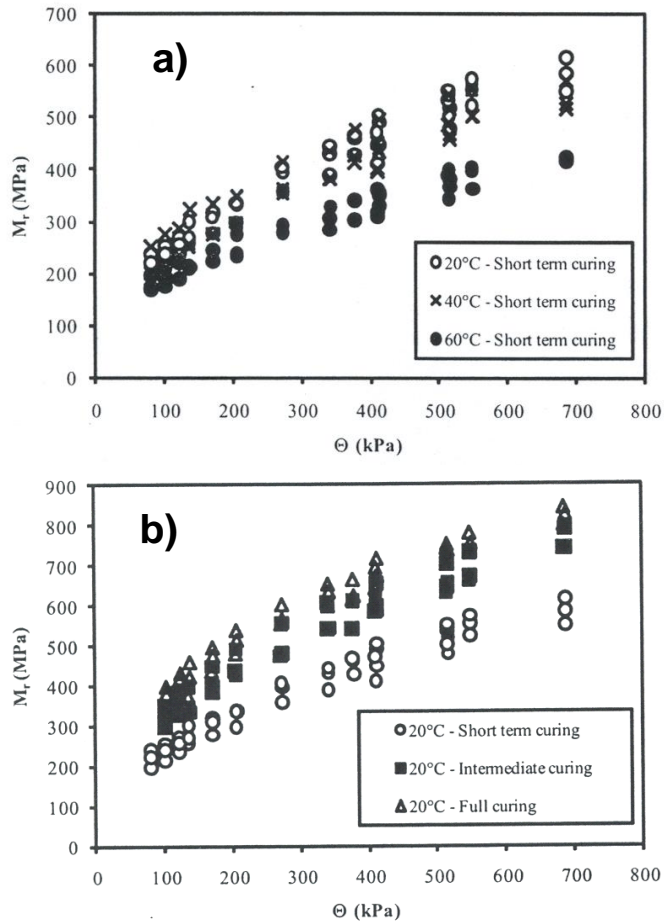 700
a)
600
500
400
300
200
100
0
M_r (MPa)
20°C - Short term curing
40°C - Short term curing
60°C - Short term curing
0 100 200 300 400 500 600 700 800
Θ (kPa)
900
b)
800
700
600
500
400
300
200
100
0
M_r (MPa)
20°C - Short term curing
20°C - Intermediate curing
20°C - Full curing
0 100 200 300 400 500 600 700 800
Θ (kPa)